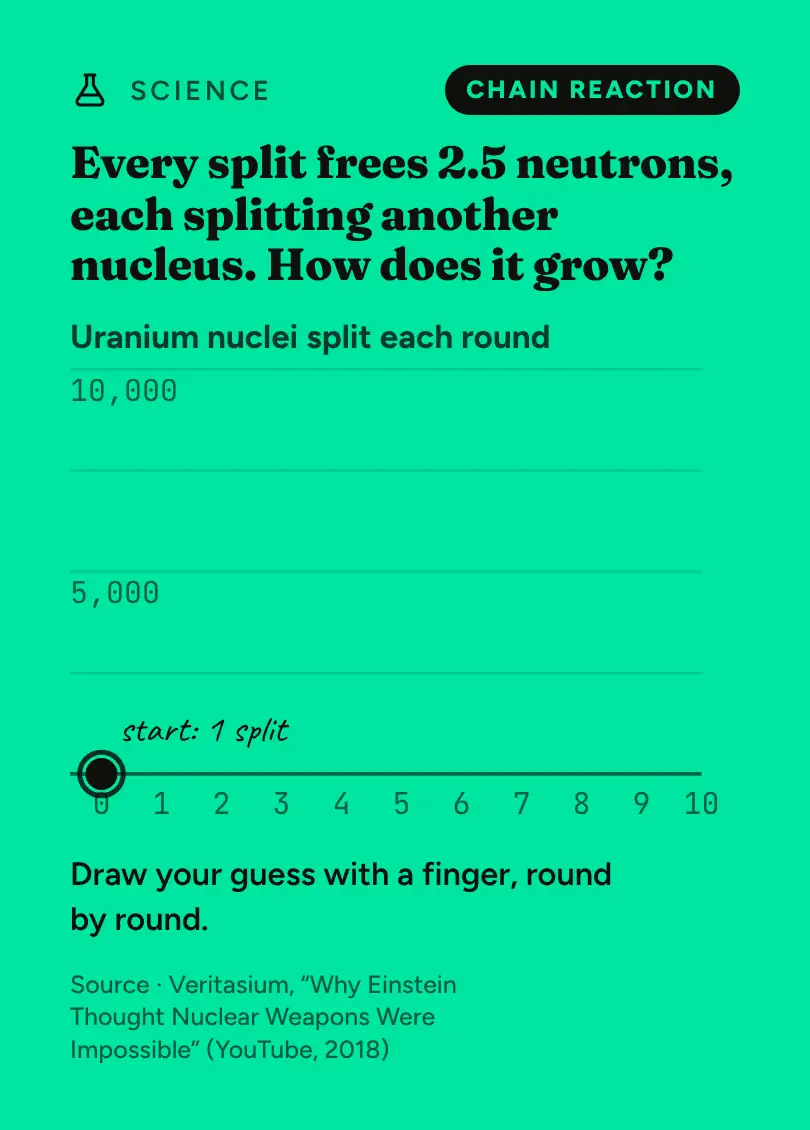 SCIENCE
CHAIN REACTION
Every split frees 2.5 neutrons,
each splitting another
nucleus. How does it grow?
Uranium nuclei split each round
10,000
5,000
start: 1 split
0 1 2 3 4 5 6 7 8 9 10
Draw your guess with a finger, round
by round.
Source · Veritasium, “Why Einstein
Thought Nuclear Weapons Were
Impossible” (YouTube, 2018)